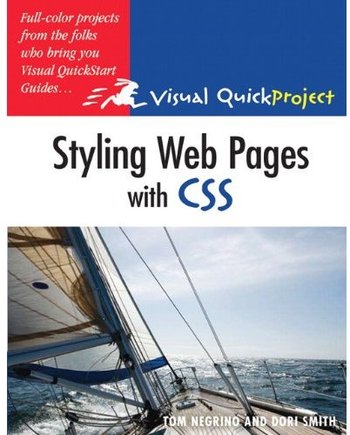 Full-color projects
from the folks
who bring you
Visual QuickStart
Guides...
Visual QuickProject
Styling Web Pages
with CSS
TOM NEGRINO AND DORI SMITH